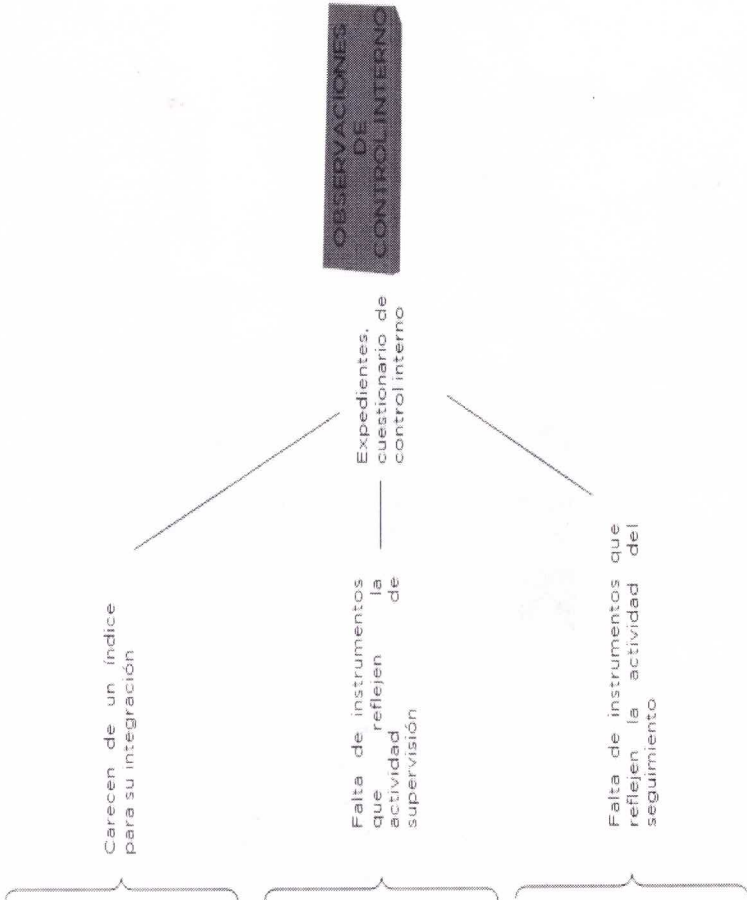 OBSERVACIONES
DE
CONTROL INTERNO
Expedientes,
cuestionario de
control interno
Carecen de un índice
para su integración
Falta de instrumentos
que reflejen la
actividad de
supervisión
Falta de instrumentos que
reflejen la actividad del
seguimiento